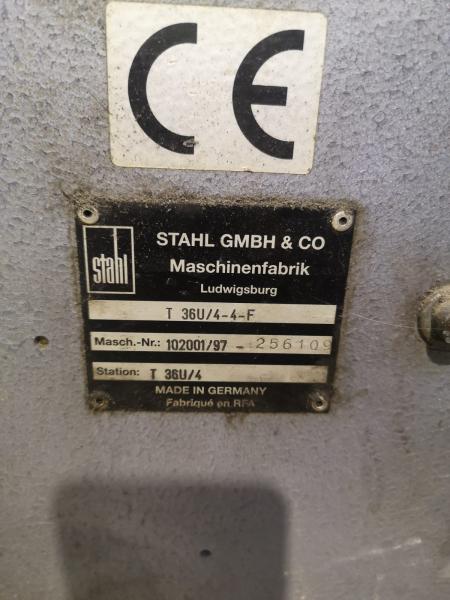 CE
stahl
STAHL GMBH & CO
Maschinenfabrik
Ludwigsburg
T 36U/4-4-F
Masch.-Nr.: 102001/97 - 256109
Station: T 36U/4
MADE IN GERMANY
Fabriqué en RFA